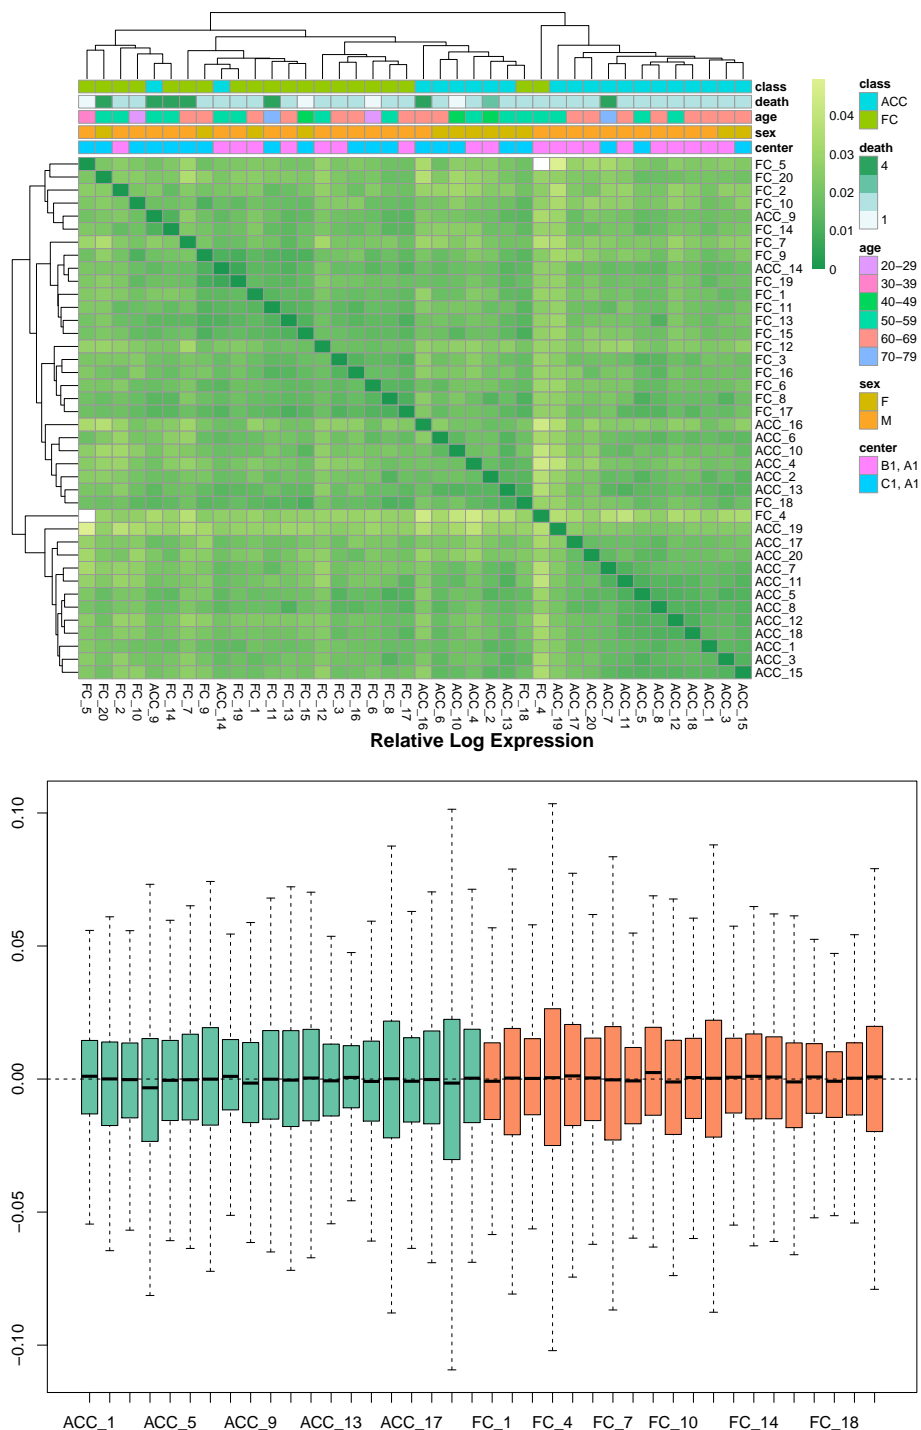 class
death
age
sex
center
FC_5
FC_20
FC_2
FC_10
ACC_9
FC_14
FC_7
FC_9
ACC_14
FC_19
FC_1
FC_11
FC_13
FC_15
FC_12
FC_3
FC_16
FC_6
FC_8
FC_17
ACC_16
ACC_6
ACC_10
ACC_4
ACC_2
ACC_13
FC_18
FC_4
ACC_19
ACC_17
ACC_20
ACC_7
ACC_11
ACC_5
ACC_8
ACC_12
ACC_18
ACC_1
ACC_3
ACC_15
0.04
0.03
0.02
0.01
0
class
ACC
FC
death
4
1
age
20−29
30−39
40−49
50−59
60−69
70−79
sex
F
M
center
B1, A1
C1, A1
FC_5
FC_20
FC_2
FC_10
ACC_9
FC_14
FC_7
FC_9
ACC_14
FC_19
FC_1
FC_11
FC_13
FC_15
FC_12
FC_3
FC_16
FC_6
FC_8
FC_17
ACC_16
ACC_6
ACC_10
ACC_4
ACC_2
ACC_13
FC_18
FC_4
ACC_19
ACC_17
ACC_20
ACC_7
ACC_11
ACC_5
ACC_8
ACC_12
ACC_18
ACC_1
ACC_3
ACC_15
Relative Log Expression
0.10
0.05
0.00
−0.05
−0.10
ACC_1 ACC_5 ACC_9 ACC_13 ACC_17 FC_1 FC_4 FC_7 FC_10 FC_14 FC_18